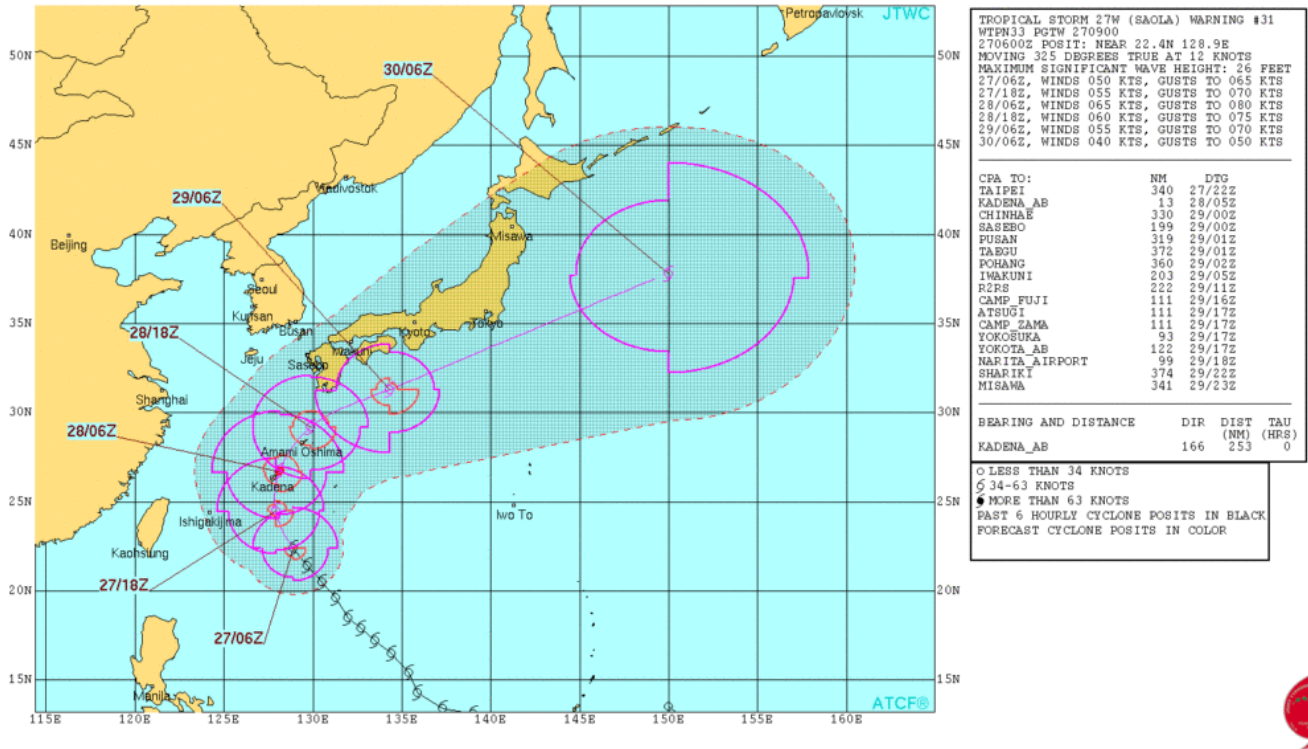 Petropavlovsk
JTWC
50N
50N
30/06Z
45N
45N
Vladivostok
29/06Z
40N
40N
Beijing
Misawa
Seoul
Kunsan
Busan
35N
35N
28/18Z
Kyoto
Tokyo
Iwakuni
Jeju
Sasebo
Shanghai
30N
30N
28/06Z
Amami Oshima
Kadena
25N
25N
Ishigakijima
Iwo To
Kaohsiung
27/18Z
20N
20N
27/06Z
15N
15N
Manila
ATCF®
115E 120E 125E 130E 135E 140E 145E 150E 155E 160E
TROPICAL STORM 27W (SAOLA) WARNING #31
WTPN33 PGTW 270900
270600Z POSIT: NEAR 22.4N 128.9E
MOVING 325 DEGREES TRUE AT 12 KNOTS
MAXIMUM SIGNIFICANT WAVE HEIGHT: 26 FEET
27/06Z, WINDS 050 KTS, GUSTS TO 065 KTS
27/18Z, WINDS 055 KTS, GUSTS TO 070 KTS
28/06Z, WINDS 065 KTS, GUSTS TO 080 KTS
28/18Z, WINDS 060 KTS, GUSTS TO 075 KTS
29/06Z, WINDS 055 KTS, GUSTS TO 070 KTS
30/06Z, WINDS 040 KTS, GUSTS TO 050 KTS
CPA TO: NM DTG
TAIPEI 340 27/22Z
KADENA_AB 13 28/05Z
CHINHAE 330 29/00Z
SASEBO 199 29/00Z
PUSAN 319 29/01Z
TAEGU 372 29/01Z
POHANG 360 29/02Z
IWAKUNI 203 29/05Z
R2RS 222 29/11Z
CAMP_FUJI 111 29/16Z
ATSUGI 111 29/17Z
CAMP_ZAMA 111 29/17Z
YOKOSUKA 93 29/17Z
YOKOTA_AB 122 29/17Z
NARITA_AIRPORT 99 29/18Z
SHARIKI 374 29/22Z
MISAWA 341 29/23Z
BEARING AND DISTANCE DIR DIST TAU
(NM) (HRS)
KADENA_AB 166 253 0
LESS THAN 34 KNOTS
34-63 KNOTS
MORE THAN 63 KNOTS
PAST 6 HOURLY CYCLONE POSITS IN BLACK
FORECAST CYCLONE POSITS IN COLOR